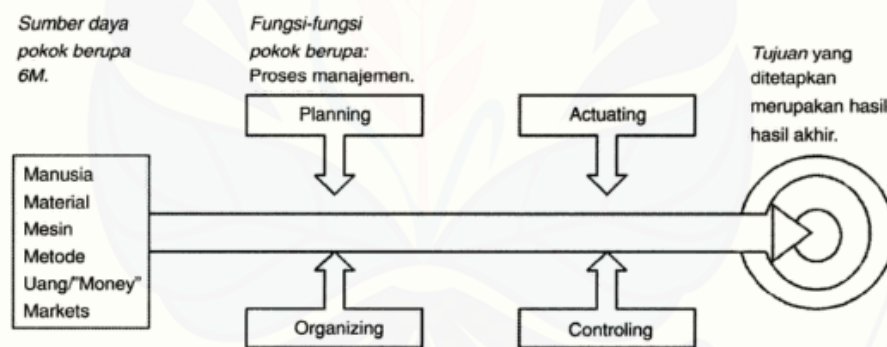 Sumber daya
pokok berupa
6M.
Fungsi-fungsi
pokok berupa:
Proses manajemen.
Tujuan yang
ditetapkan
merupakan hasil
hasil akhir.
Planning
Actuating
Manusia
Material
Mesin
Metode
Uang/"Money"
Markets
Organizing
Controling